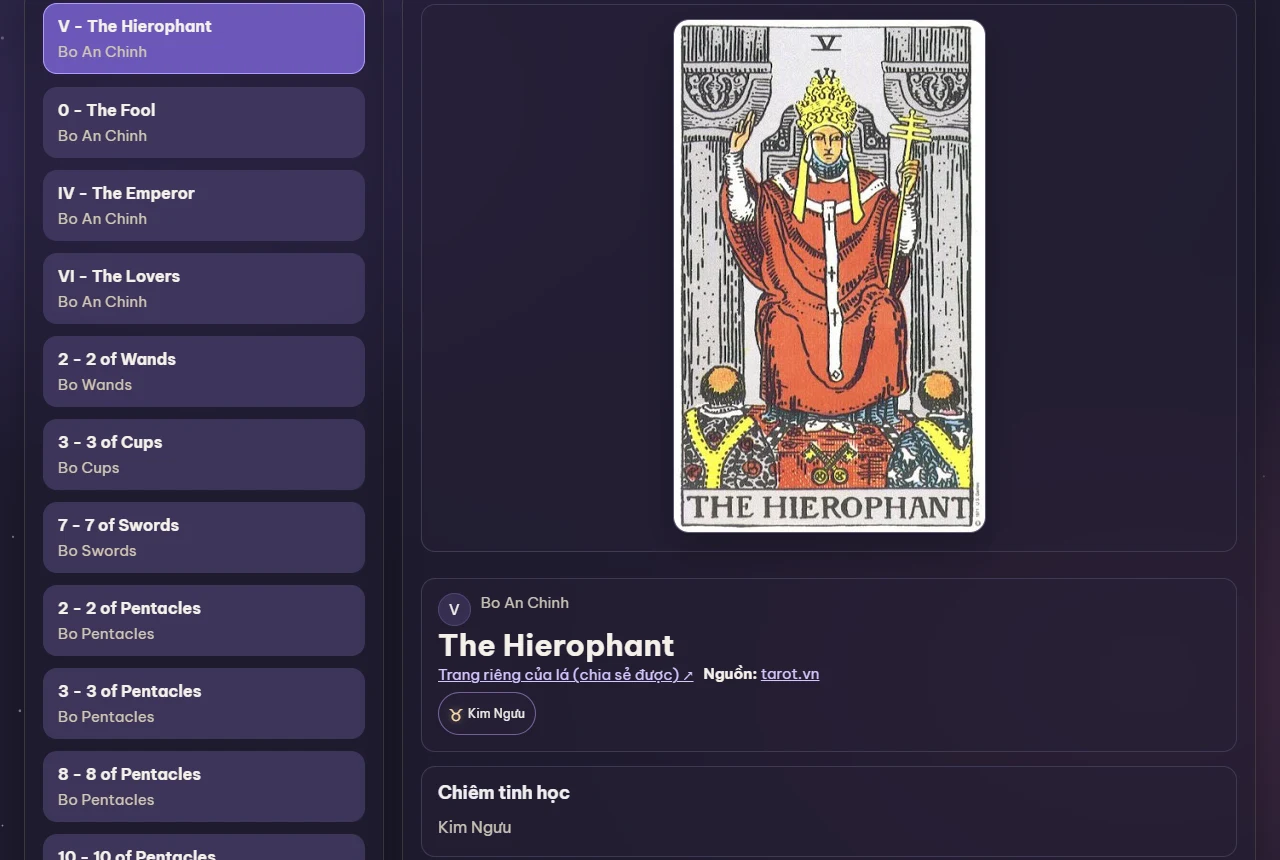 V - The Hierophant
Bo An Chinh
0 - The Fool
Bo An Chinh
IV - The Emperor
Bo An Chinh
VI - The Lovers
Bo An Chinh
2 - 2 of Wands
Bo Wands
3 - 3 of Cups
Bo Cups
7 - 7 of Swords
Bo Swords
2 - 2 of Pentacles
Bo Pentacles
3 - 3 of Pentacles
Bo Pentacles
8 - 8 of Pentacles
Bo Pentacles
10 - 10 of Pentacles
V
THE HIEROPHANT
V Bo An Chinh
The Hierophant
Trang riêng của lá (chia sẻ được) ↗ Nguồn: tarot.vn
♉ Kim Ngưu
Chiêm tinh học
Kim Ngưu